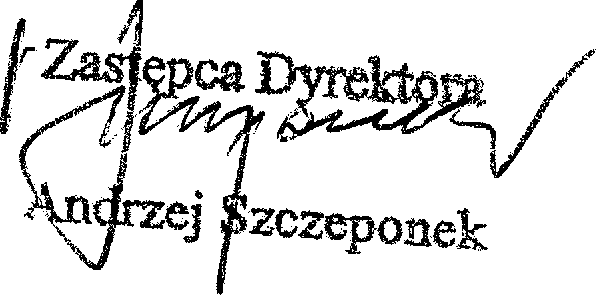 Zastępca Dyrektora
Andrzej Szczeponek